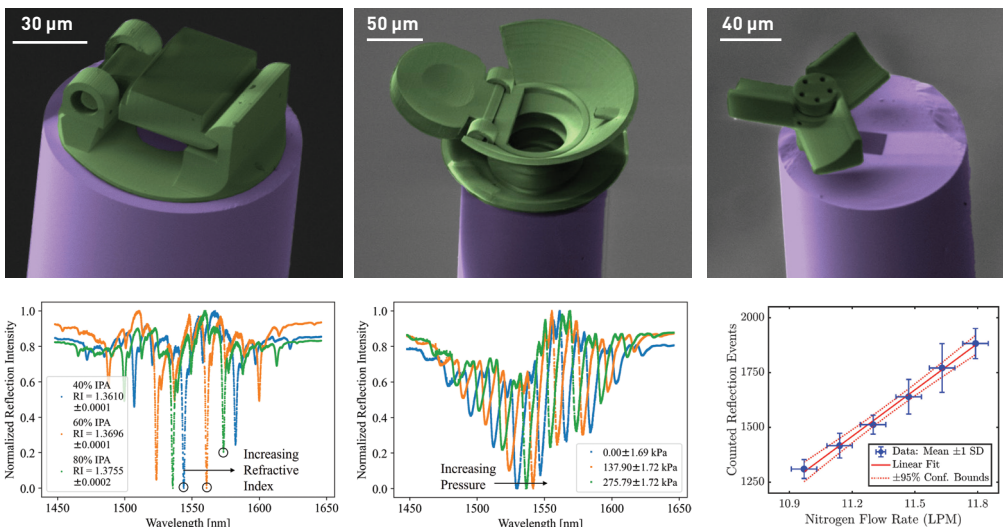 30 µm
50 µm
40 µm
Normalized Reflection Intensity
1.0
0.8
0.6
0.4
0.2
0.0
40% IPA
RI = 1.3610
±0.0001
60% IPA
RI = 1.3696
±0.0001
80% IPA
RI = 1.3755
±0.0002
Increasing
Refractive
Index
1450
1500
1550
1600
1650
Wavelength [nm]
Normalized Reflection Intensity
1.0
0.8
0.6
0.4
0.2
0.0
Increasing
Pressure
0.00±1.69 kPa
137.90±1.72 kPa
275.79±1.72 kPa
1450
1500
1550
1600
1650
Wavelength [nm]
Counted Reflection Events
2000
1750
1500
1250
Data: Mean ±1 SD
Linear Fit
±95% Conf. Bounds
10.9
11.2
11.5
11.8
Nitrogen Flow Rate (LPM)